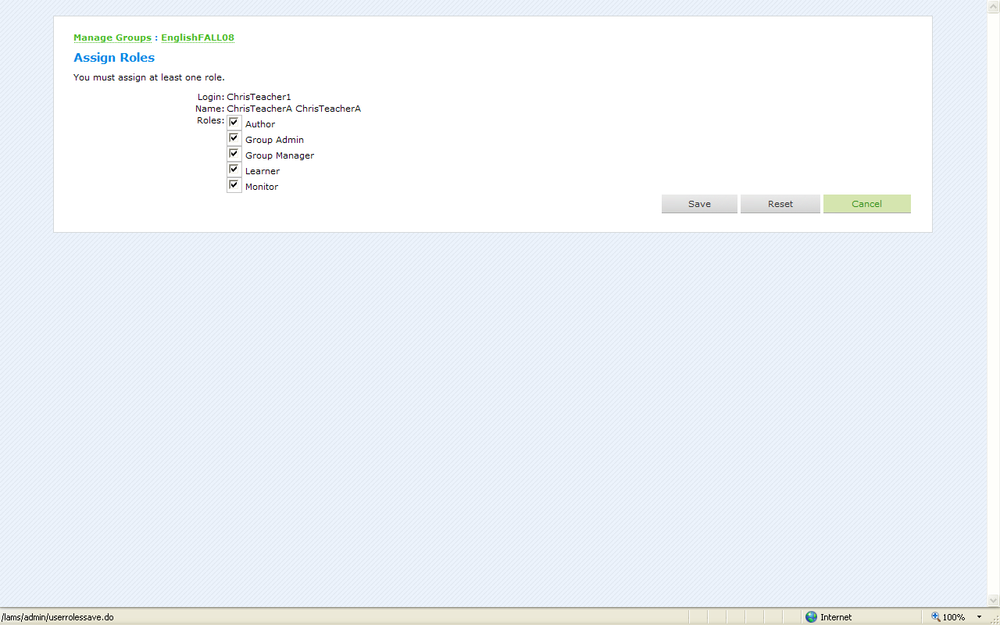 Manage Groups : EnglishFALL08
Assign Roles
You must assign at least one role.
Login: ChrisTeacher1
Name: ChrisTeacherA ChrisTeacherA
Roles: Author
Group Admin
Group Manager
Learner
Monitor
Save Reset Cancel
/lams/admin/userrolessave.do Internet 100%